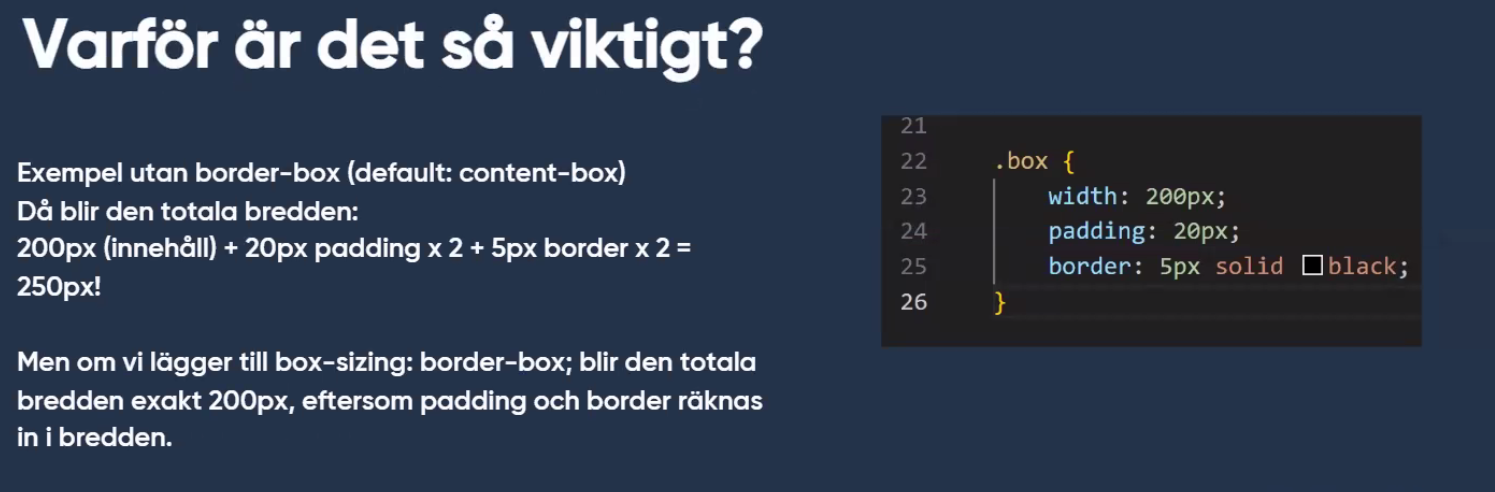 Varför är det så viktigt?
Exempel utan border-box (default: content-box)
Då blir den totala bredden:
200px (innehåll) + 20px padding x 2 + 5px border x 2 =
250px!
Men om vi lägger till box-sizing: border-box; blir den totala
bredden exakt 200px, eftersom padding och border räknas
in i bredden.
21
22 .box {
23 width: 200px;
24 padding: 20px;
25 border: 5px solid black;
26 }